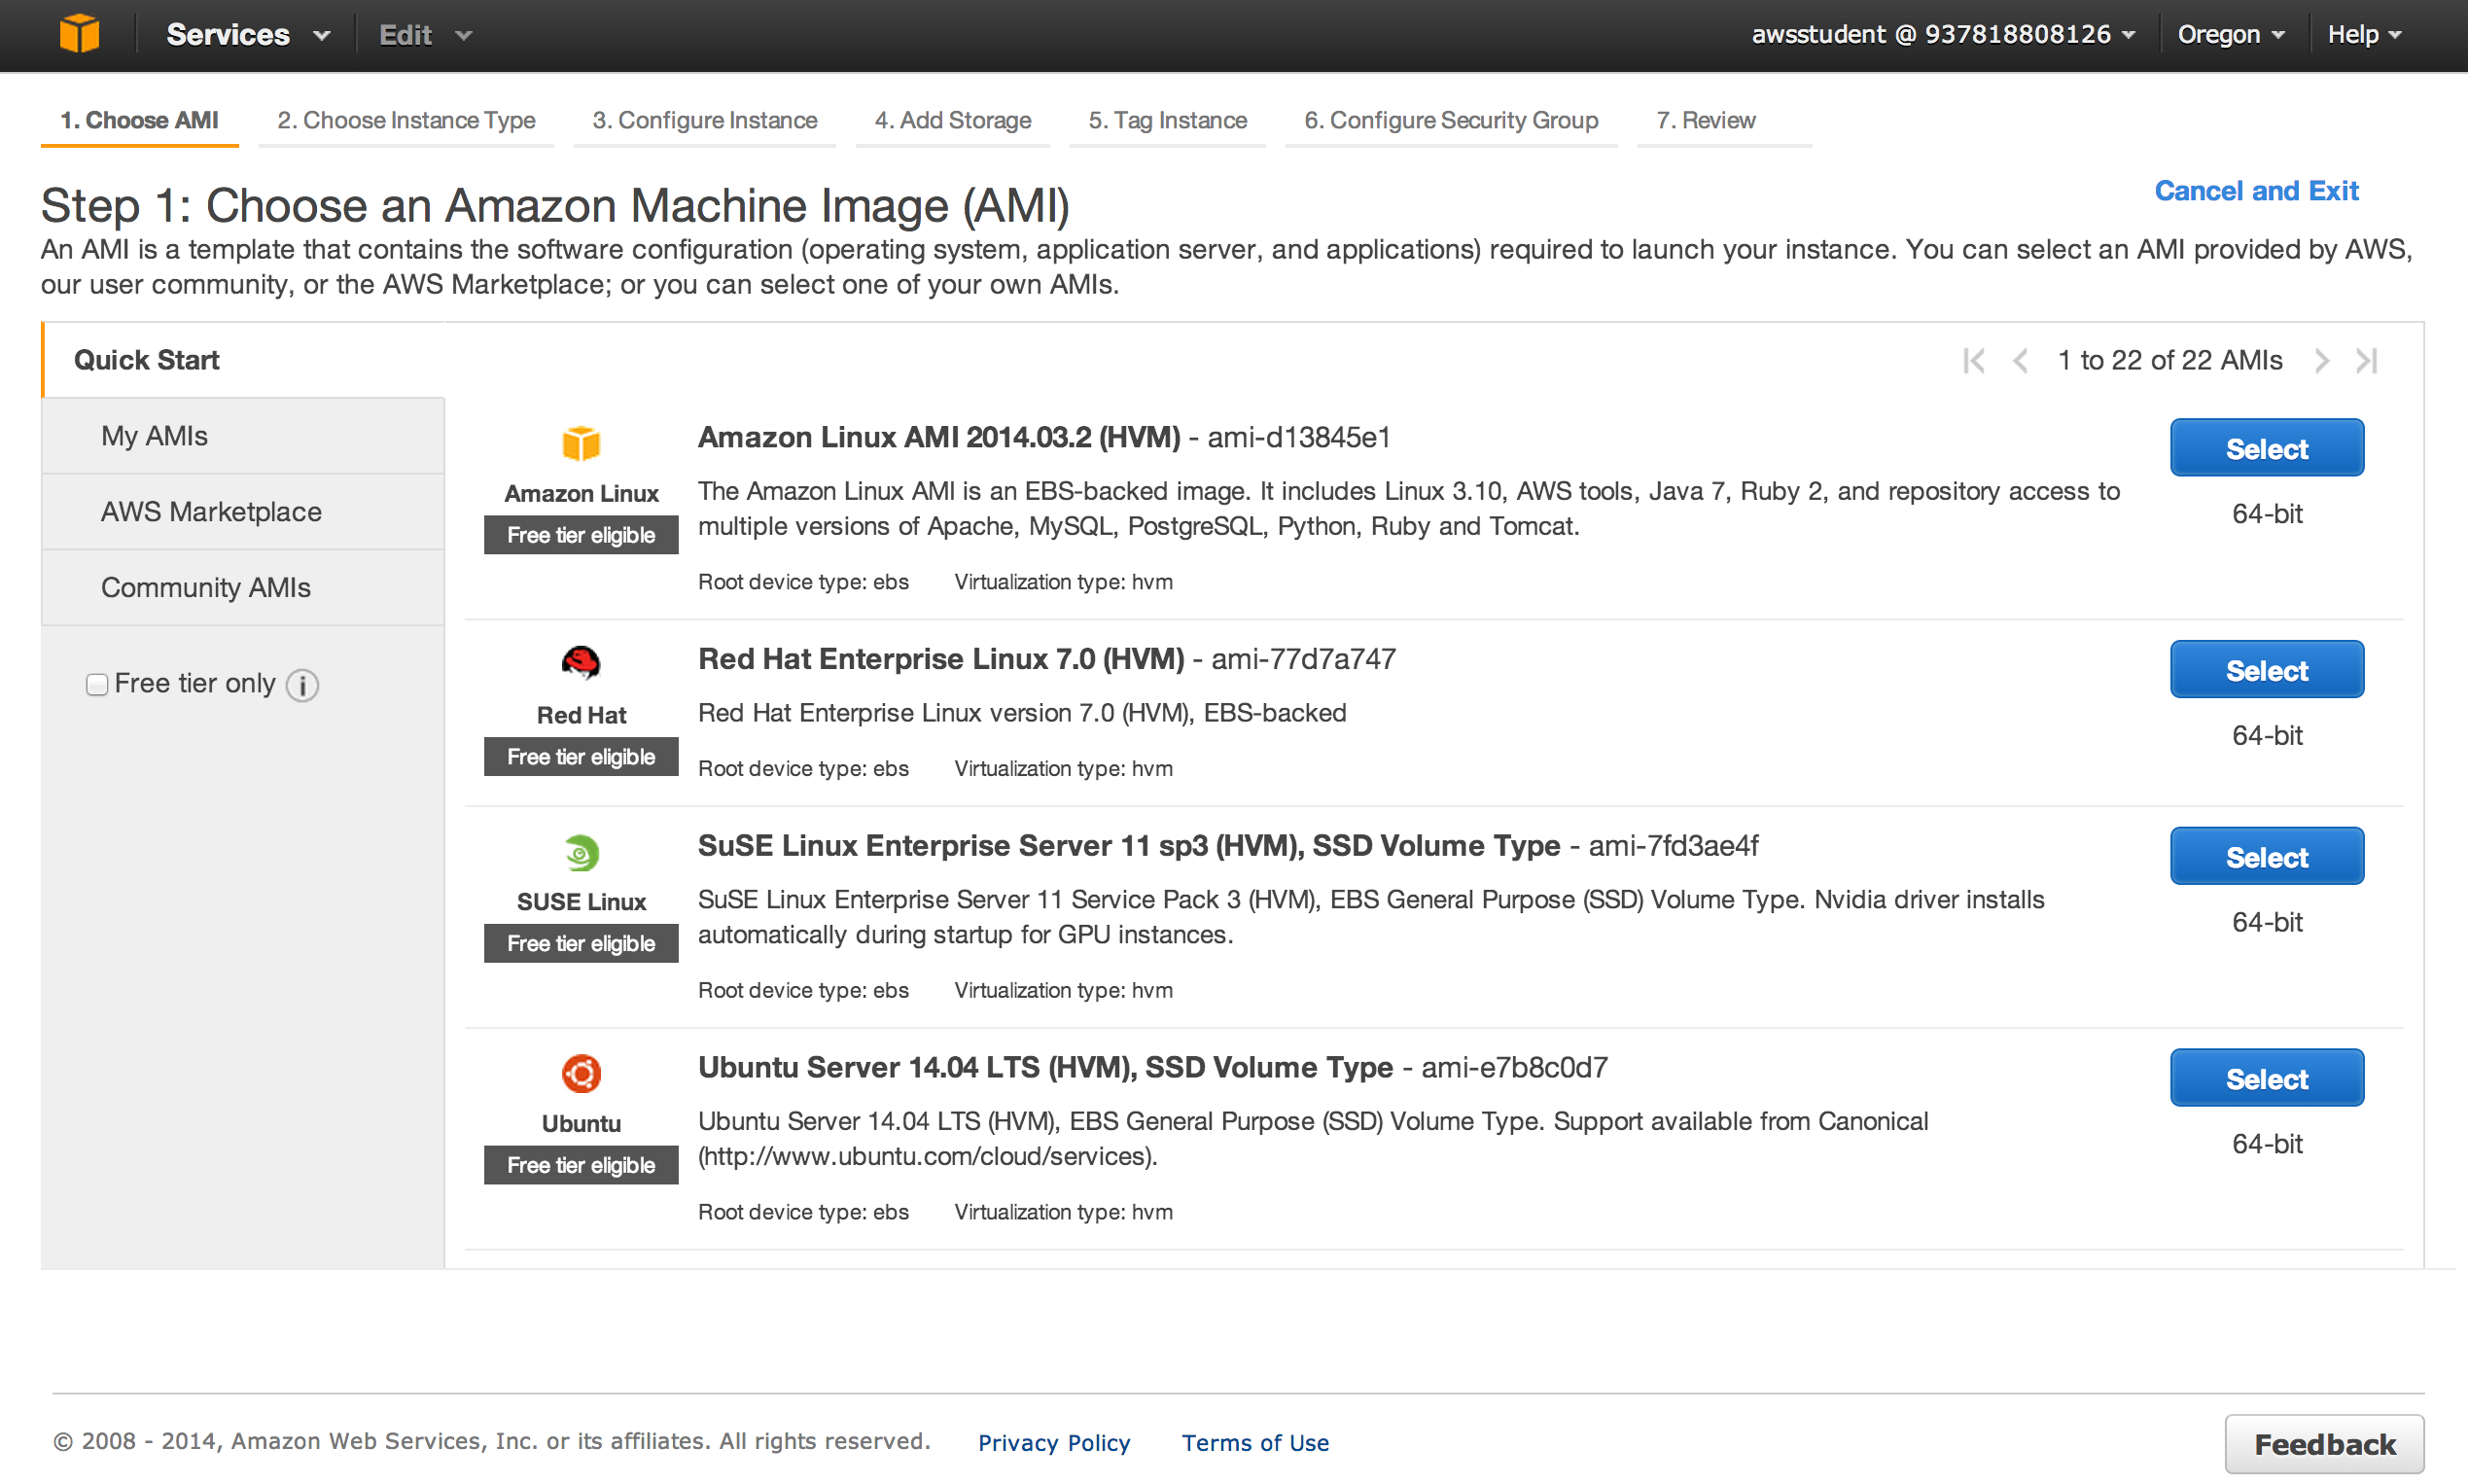 Services Edit awsstudent @ 937818808126 Oregon Help
1. Choose AMI 2. Choose Instance Type 3. Configure Instance 4. Add Storage 5. Tag Instance 6. Configure Security Group 7. Review
Step 1: Choose an Amazon Machine Image (AMI) Cancel and Exit
An AMI is a template that contains the software configuration (operating system, application server, and applications) required to launch your instance. You can select an AMI provided by AWS,
our user community, or the AWS Marketplace; or you can select one of your own AMIs.
Quick Start
My AMIs
AWS Marketplace
Community AMIs
Free tier only
1 to 22 of 22 AMIs
Amazon Linux
Free tier eligible
Amazon Linux AMI 2014.03.2 (HVM) - ami-d13845e1
The Amazon Linux AMI is an EBS-backed image. It includes Linux 3.10, AWS tools, Java 7, Ruby 2, and repository access to
multiple versions of Apache, MySQL, PostgreSQL, Python, Ruby and Tomcat.
Root device type: ebs Virtualization type: hvm
Select
64-bit
Red Hat
Free tier eligible
Red Hat Enterprise Linux 7.0 (HVM) - ami-77d7a747
Red Hat Enterprise Linux version 7.0 (HVM), EBS-backed
Root device type: ebs Virtualization type: hvm
Select
64-bit
SUSE Linux
Free tier eligible
SuSE Linux Enterprise Server 11 sp3 (HVM), SSD Volume Type - ami-7fd3ae4f
SuSE Linux Enterprise Server 11 Service Pack 3 (HVM), EBS General Purpose (SSD) Volume Type. Nvidia driver installs
automatically during startup for GPU instances.
Root device type: ebs Virtualization type: hvm
Select
64-bit
Ubuntu
Free tier eligible
Ubuntu Server 14.04 LTS (HVM), SSD Volume Type - ami-e7b8c0d7
Ubuntu Server 14.04 LTS (HVM), EBS General Purpose (SSD) Volume Type. Support available from Canonical
(http://www.ubuntu.com/cloud/services).
Root device type: ebs Virtualization type: hvm
Select
64-bit
© 2008 - 2014, Amazon Web Services, Inc. or its affiliates. All rights reserved. Privacy Policy Terms of Use
Feedback